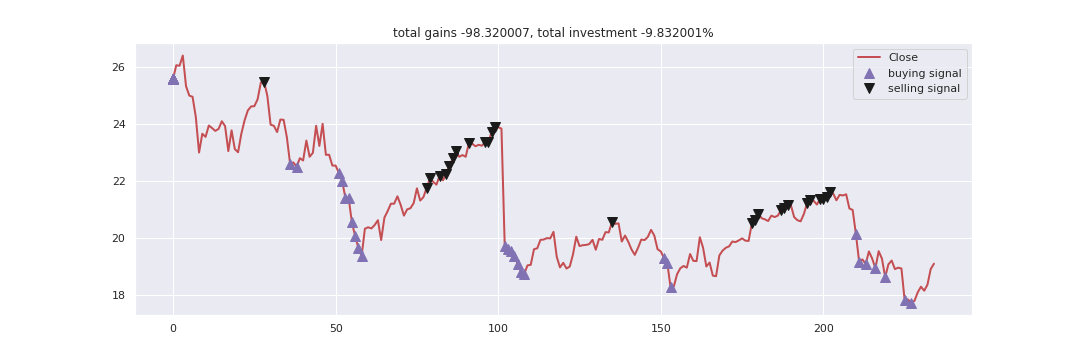 total gains -98.320007, total investment -9.832001%
Close
buying signal
selling signal
26
24
22
20
18
0
50
100
150
200